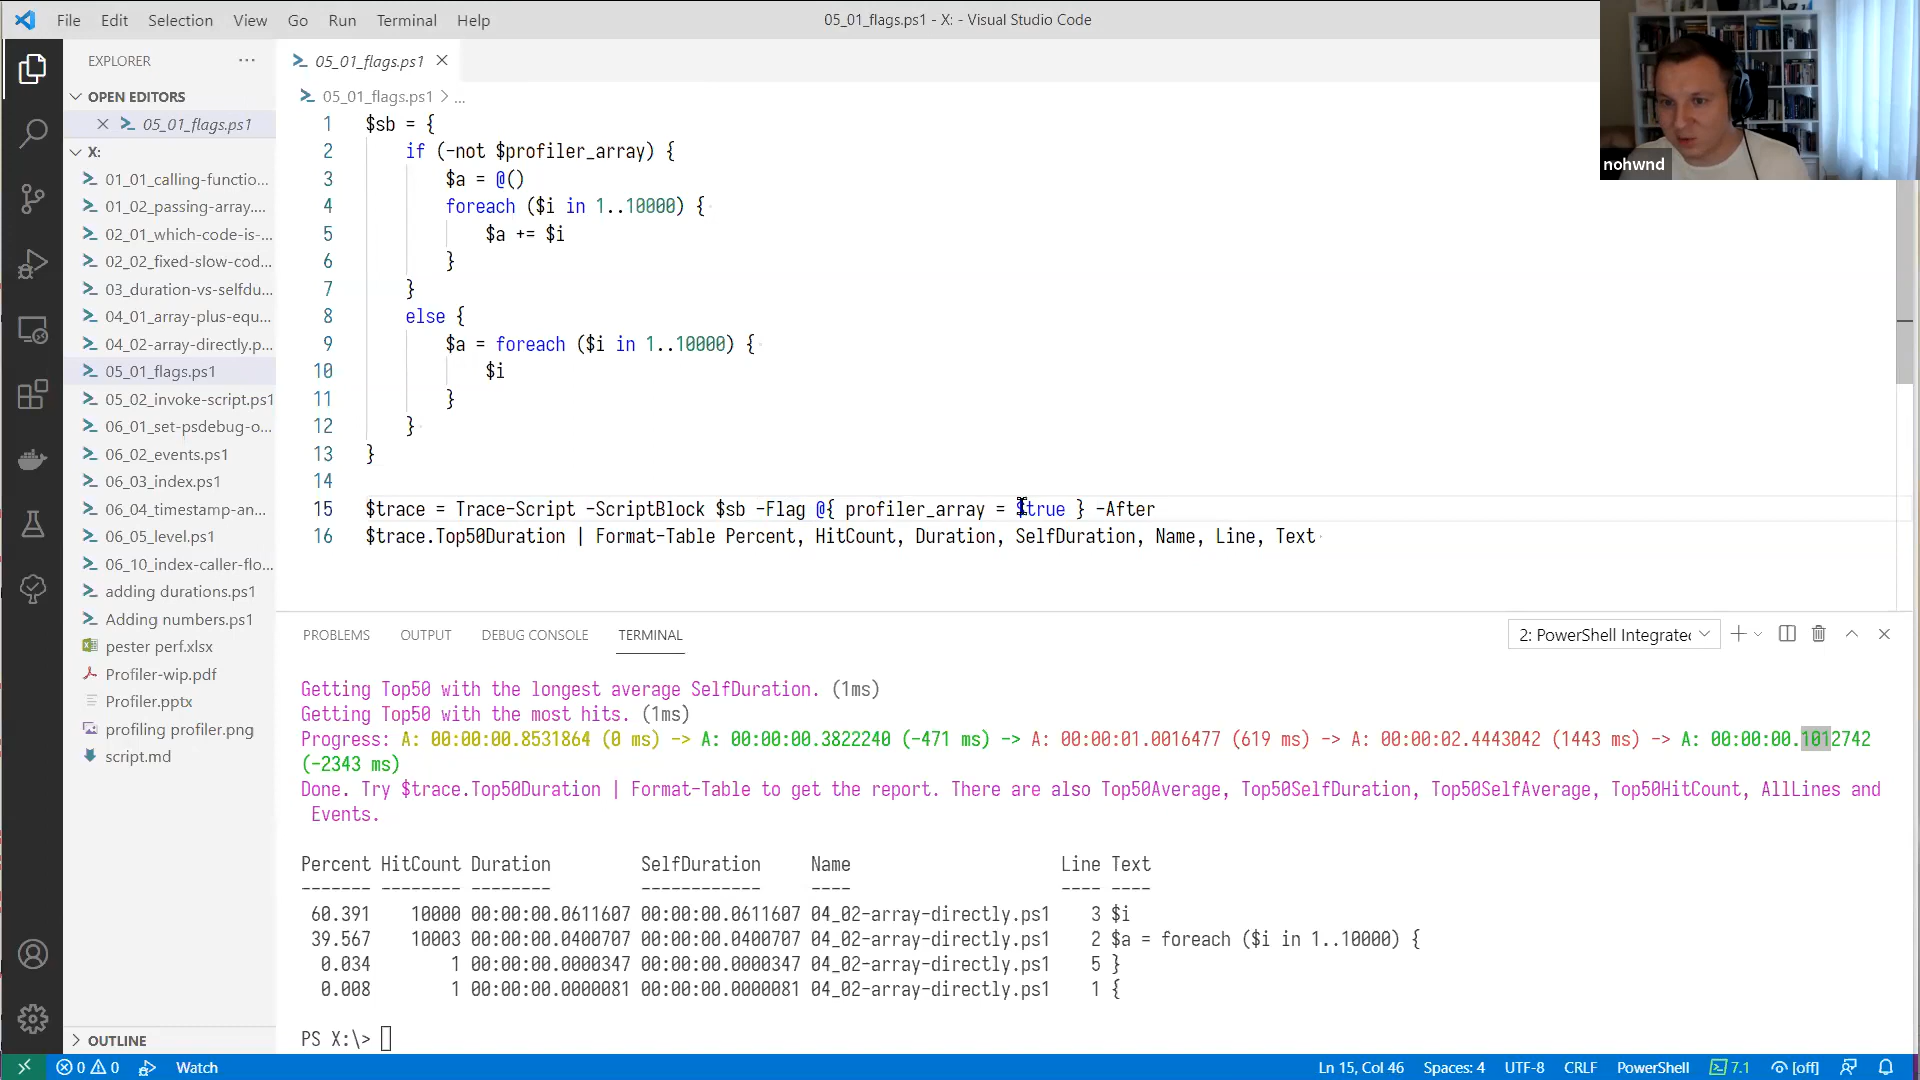 File Edit Selection View Go Run Terminal Help
05_01_flags.ps1 - X: - Visual Studio Code
EXPLORER
OPEN EDITORS
05_01_flags.ps1
X:
01_01_calling-functio...
01_02_passing-array....
02_01_which-code-is-...
02_02_fixed-slow-cod...
03_duration-vs-selfdu...
04_01_array-plus-equ...
04_02-array-directly.p...
05_01_flags.ps1
05_02_invoke-script.ps1
06_01_set-psdebug-o...
06_02_events.ps1
06_03_index.ps1
06_04_timestamp-an...
06_05_level.ps1
06_10_index-caller-flo...
adding durations.ps1
Adding numbers.ps1
pester perf.xlsx
Profiler-wip.pdf
Profiler.pptx
profiling profiler.png
script.md
OUTLINE
05_01_flags.ps1
05_01_flags.ps1 > ...
1 $sb = {
2 if (-not $profiler_array) {
3 $a = @()
4 foreach ($i in 1..10000) {
5 $a += $i
6 }
7 }
8 else {
9 $a = foreach ($i in 1..10000) {
10 $i
11 }
12 }
13 }
14
15 $trace = Trace-Script -ScriptBlock $sb -Flag @{ profiler_array = $true } -After
16 $trace.Top50Duration | Format-Table Percent, HitCount, Duration, SelfDuration, Name, Line, Text
nohwnd
PROBLEMS OUTPUT DEBUG CONSOLE TERMINAL
2: PowerShell Integrated
Getting Top50 with the longest average SelfDuration. (1ms)
Getting Top50 with the most hits. (1ms)
Progress: A: 00:00:00.8531864 (0 ms) -> A: 00:00:00.3822240 (-471 ms) -> A: 00:00:01.0016477 (619 ms) -> A: 00:00:02.4443042 (1443 ms) -> A: 00:00:00.1012742
(-2343 ms)
Done. Try $trace.Top50Duration | Format-Table to get the report. There are also Top50Average, Top50SelfDuration, Top50SelfAverage, Top50HitCount, AllLines and
Events.
Percent HitCount Duration SelfDuration Name Line Text
------- -------- -------- ------------ ---- ---- ----
60.391 10000 00:00:00.0611607 00:00:00.0611607 04_02-array-directly.ps1 3 $i
39.567 10003 00:00:00.0400707 00:00:00.0400707 04_02-array-directly.ps1 2 $a = foreach ($i in 1..10000) {
0.034 1 00:00:00.0000347 00:00:00.0000347 04_02-array-directly.ps1 5 }
0.008 1 00:00:00.0000081 00:00:00.0000081 04_02-array-directly.ps1 1 {
PS X:\>
0 0 Watch
Ln 15, Col 46 Spaces: 4 UTF-8 CRLF PowerShell 7.1 [off]